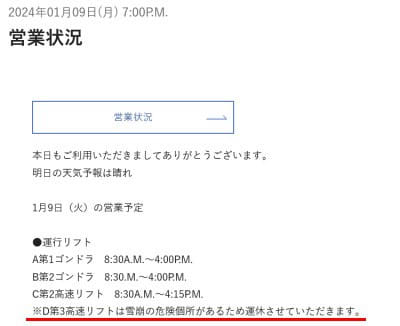 2024年01月09日(月) 7:00P.M.
営業状況
営業状況
本日もご利用いただきましてありがとうございます。
明日の天気予報は晴れ
1月9日（火）の営業予定
●運行リフト
A第1ゴンドラ　8:30A.M.～4:00P.M.
B第2ゴンドラ　8:30.M.～4:00P.M.
C第2高速リフト　8:30A.M.～4:15P.M.
※D第3高速リフトは雪崩の危険個所があるため運休させていただきます。